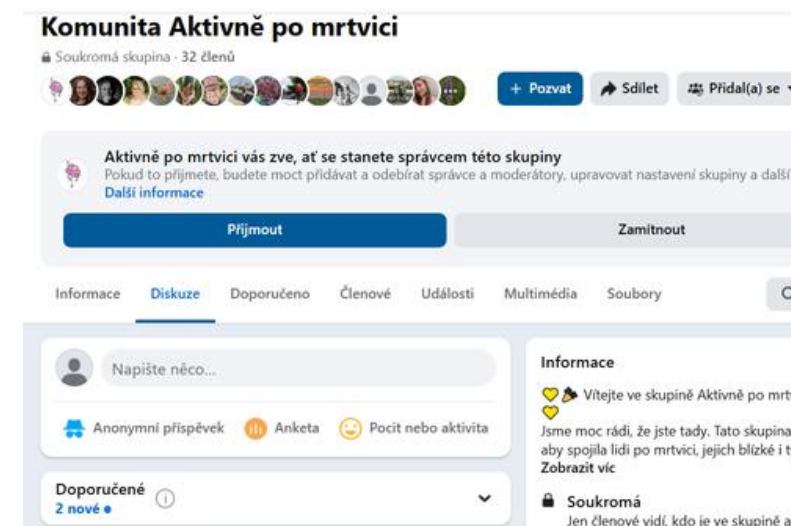 Komunita Aktivně po mrtvici
Soukromá skupina · 32 členů
+ Pozvat
Sdílet
Přidal(a) se
Aktivně po mrtvici vás zve, ať se stanete správcem této skupiny
Pokud to přijmete, budete moct přidávat a odebírat správce a moderátory, upravovat nastavení skupiny a další
Další informace
Přijmout
Zamítnout
Informace
Diskuze
Doporučeno
Členové
Události
Multimédia
Soubory
Napište něco...
Anonymní příspěvek
Anketa
Pocit nebo aktivita
Doporučené
2 nové
Informace
Vítejte ve skupině Aktivně po
Jsme moc rádi, že jste tady. Tato skupina
aby spojila lidi po mrtvici, jejich blízké i
Zobrazit víc
Soukromá
Jen členové vidí, kdo je ve skupině a